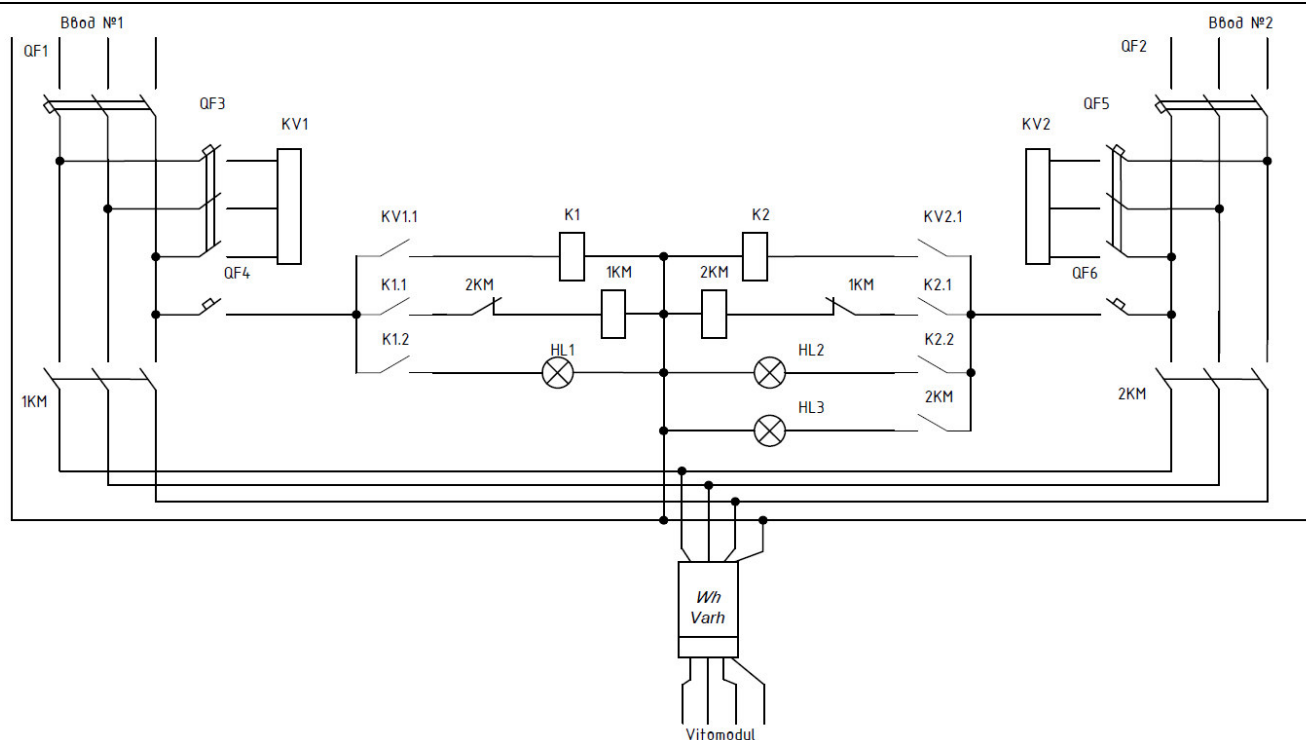 Ввод №1
Ввод №2
QF1
QF2
QF3
QF5
KV1
KV2
KV1.1
K1
K2
KV2.1
QF4
QF6
K1.1
2KM
1KM
2KM
1KM
K2.1
K1.2
HL1
HL2
K2.2
1KM
HL3
2KM
2KM
Wh
Varh
Vitomodul